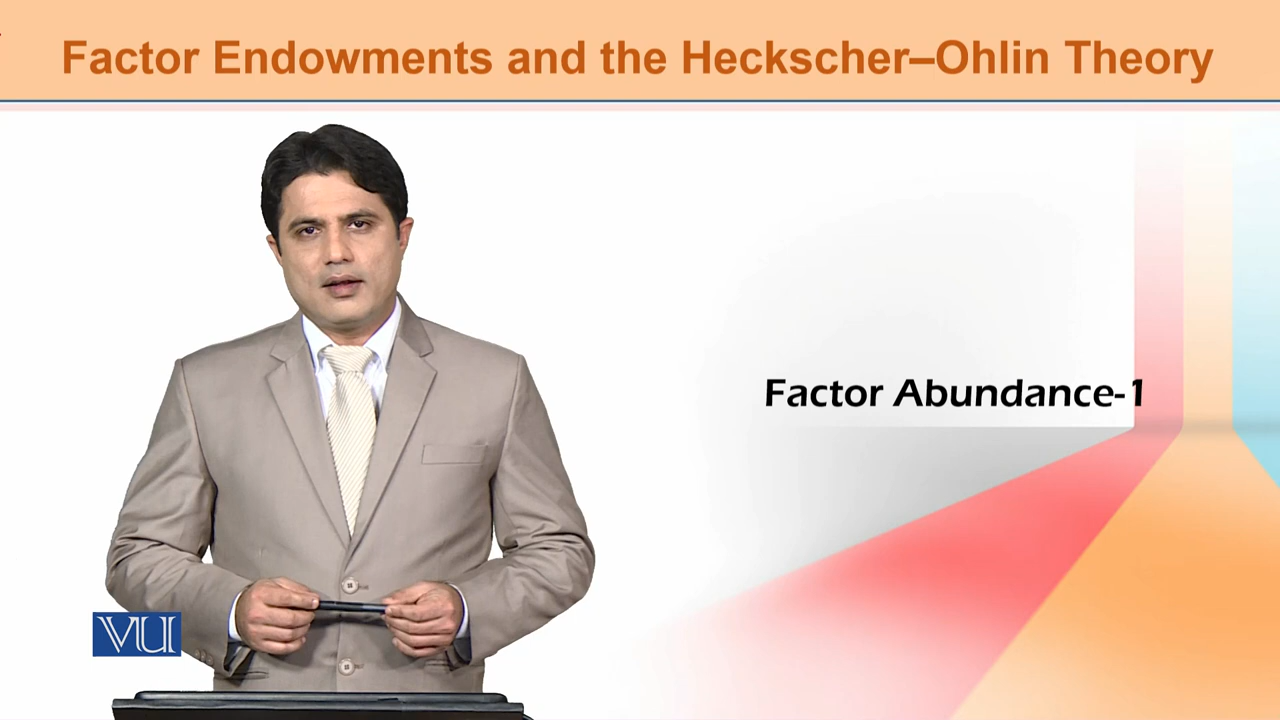 Factor Endowments and the Heckscher–Ohlin Theory
Factor Abundance-1
VU